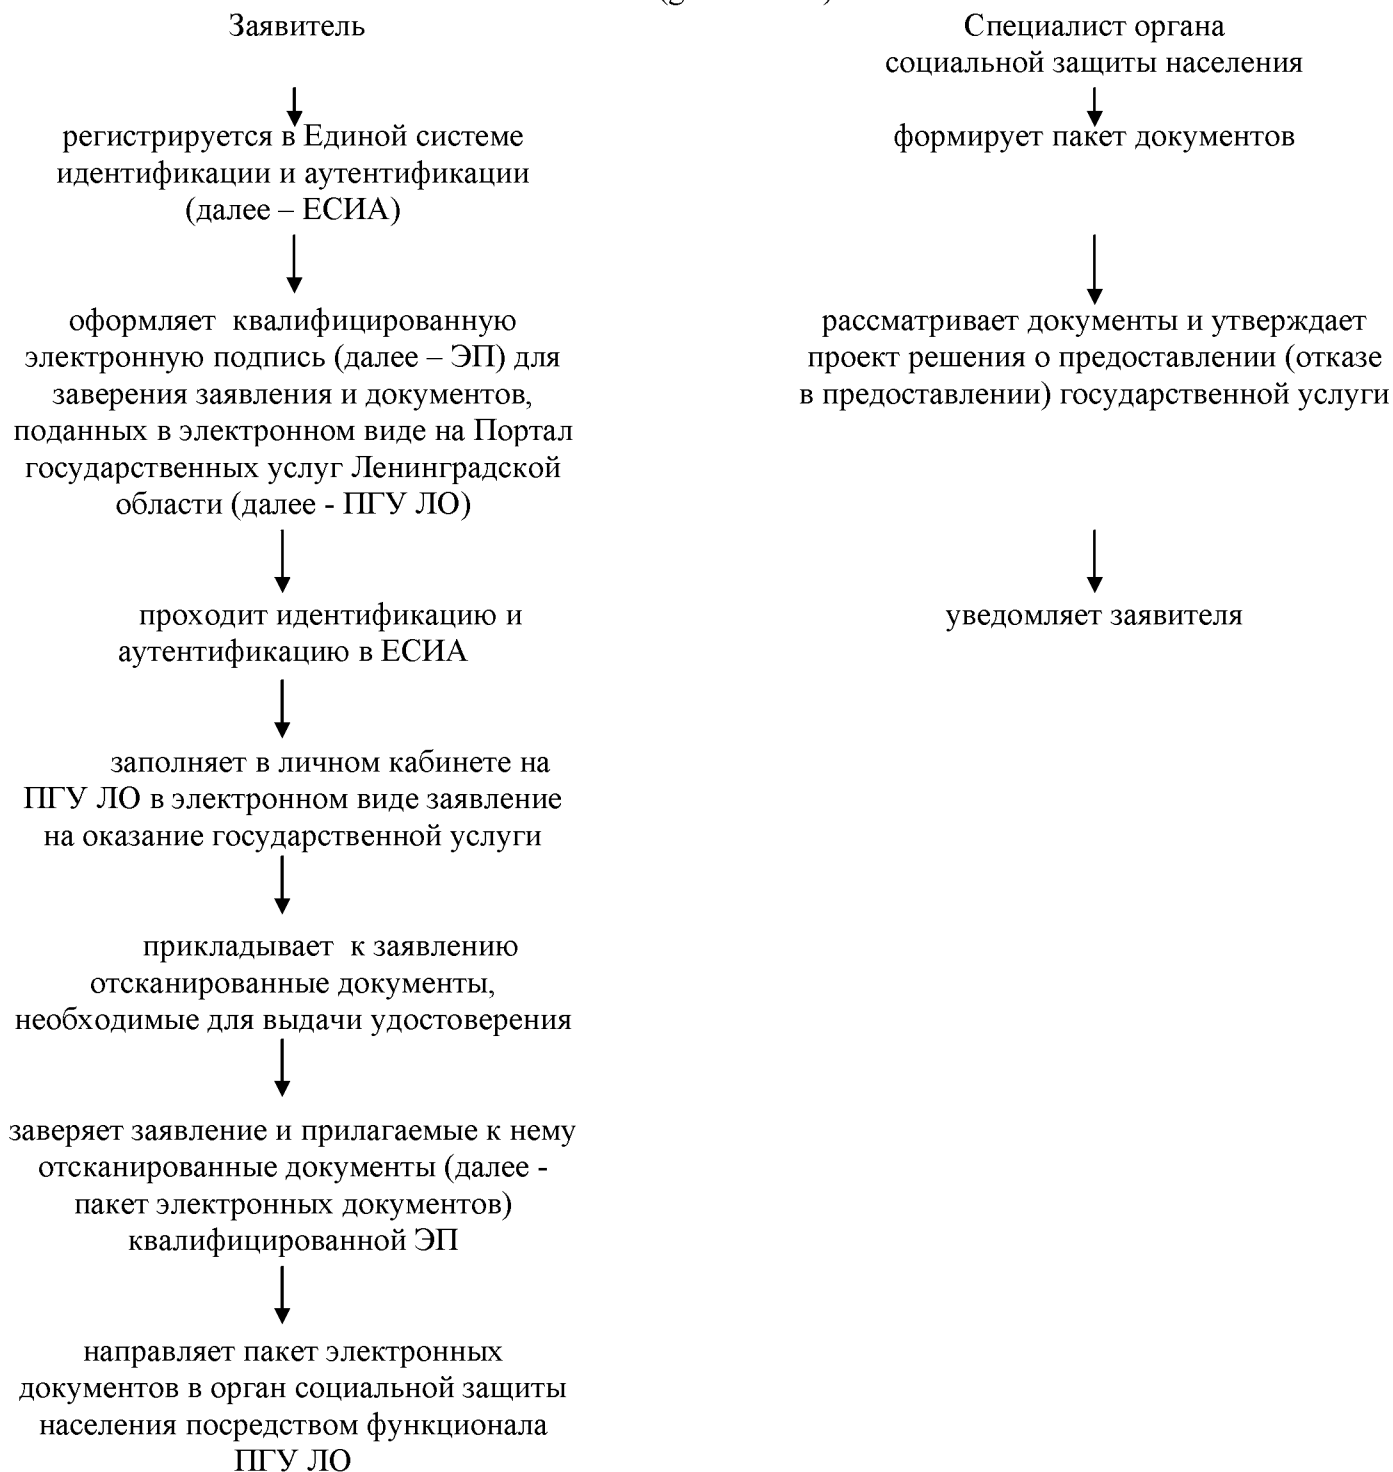 Заявитель
регистрируется в Единой системе
идентификации и аутентификации
(далее – ЕСИА)
оформляет  квалифицированную
электронную подпись (далее – ЭП) для
заверения заявления и документов,
поданных в электронном виде на Портал
государственных услуг Ленинградской
области (далее - ПГУ ЛО)
проходит идентификацию и
аутентификацию в ЕСИА
заполняет в личном кабинете на
ПГУ ЛО в электронном виде заявление
на оказание государственной услуги
прикладывает  к заявлению
отсканированные документы,
необходимые для выдачи удостоверения
заверяет заявление и прилагаемые к нему
отсканированные документы (далее -
пакет электронных документов)
квалифицированной ЭП
направляет пакет электронных
документов в орган социальной защиты
населения посредством функционала
ПГУ ЛО
Специалист органа
социальной защиты населения
формирует пакет документов
рассматривает документы и утверждает
проект решения о предоставлении (отказе
в предоставлении) государственной услуги
уведомляет заявителя